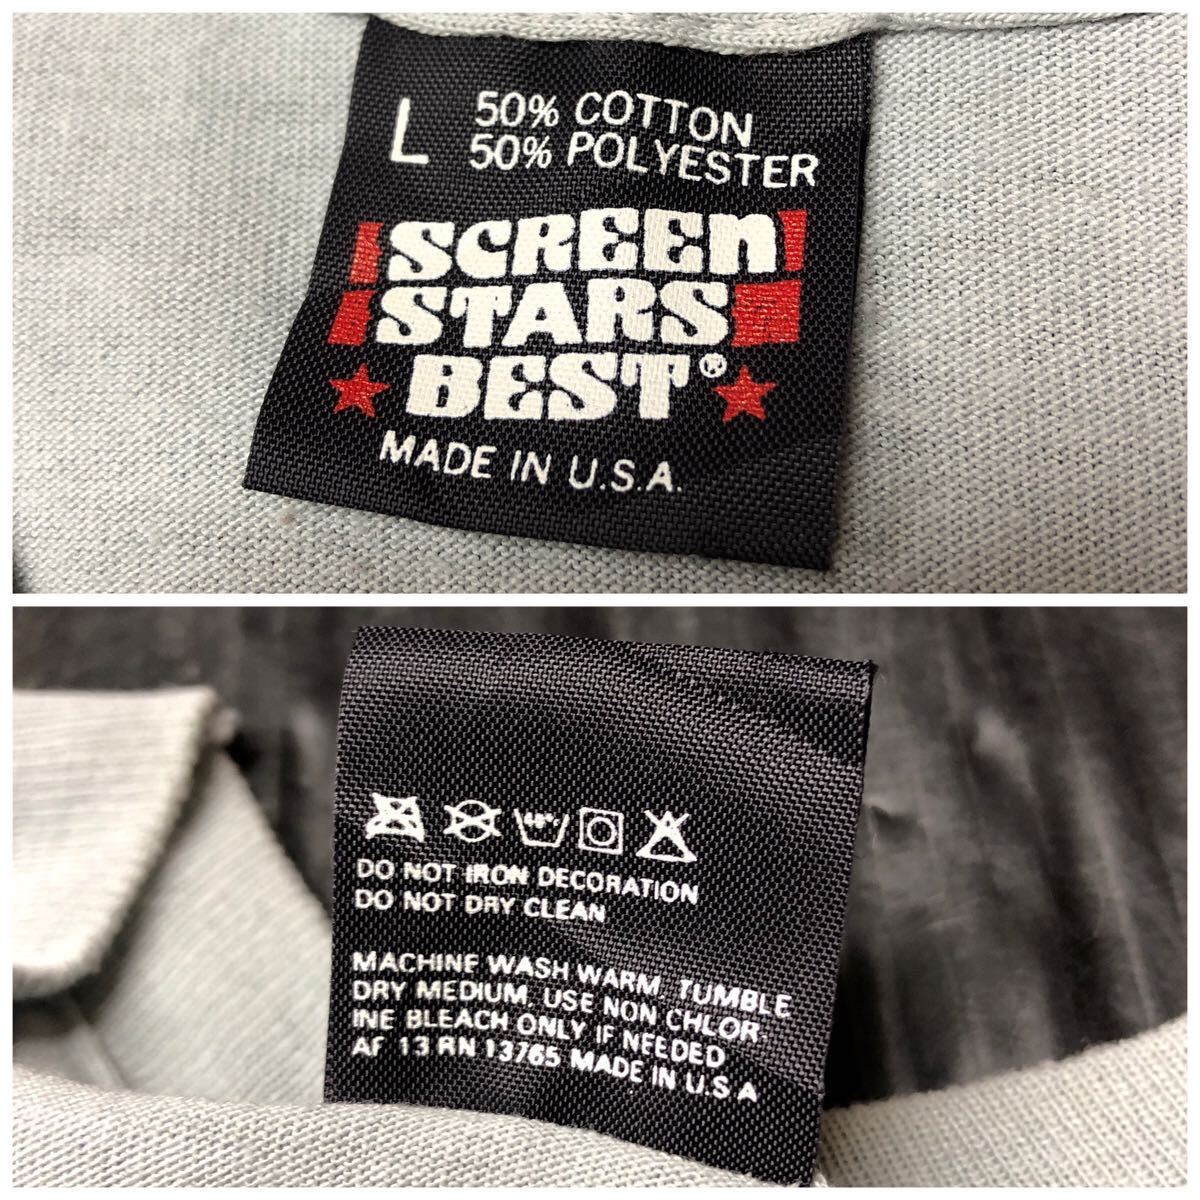 L 50% COTTON
50% POLYESTER
SCREEN
STARS
BEST®
MADE IN U.S.A.
DO NOT IRON DECORATION
DO NOT DRY CLEAN
MACHINE WASH WARM, TUMBLE
DRY MEDIUM, USE NON CHLOR-
INE BLEACH ONLY IF NEEDED
AF 13 RN 13765 MADE IN U.S.A